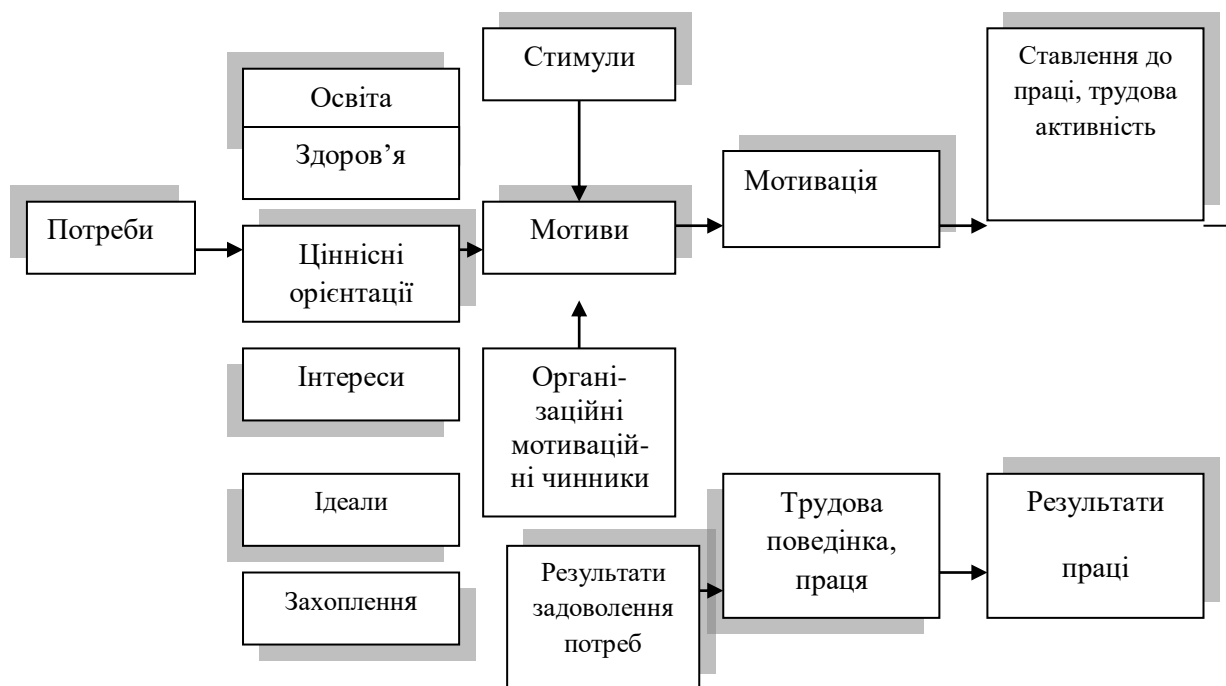 Стимули
Ставлення до
праці, трудова
активність
Освіта
Здоров’я
Потреби
Ціннісні
орієнтації
Мотиви
Мотивація
Інтереси
Органі-
заційні
мотивацій-
ні чинники
Ідеали
Захоплення
Результати
задоволення
потреб
Трудова
поведінка,
праця
Результати
праці